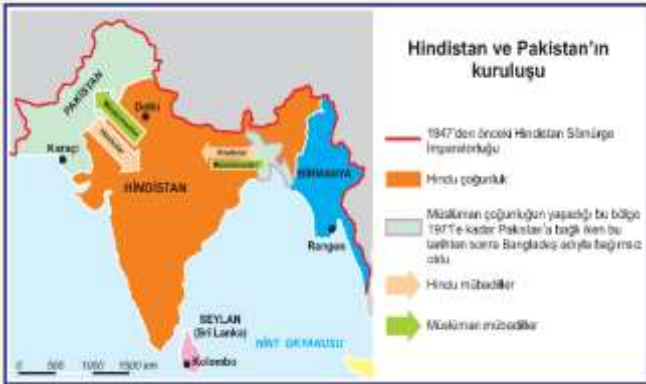 Hindistan ve Pakistan'ın
kuruluşu
1947'den önceki Hindistan Sömürge
İmparatorluğu
Hindu çoğunluk
Müslüman çoğunluğun yaşadığı bu bölge
1971'e kadar Pakistan'a bağlı iken bu
tarihten sonra Bangladeş adıyla bağımsız
oldu.
Hindu mübadiller
Müslüman mübadiller
PAKİSTAN
Delhi
Karaçi
HİNDİSTAN
BİRMANYA
Rangon
SEYLAN
(Sri Lanka)
Kolombo
HİNT OKYANUSU
0 500 1000 1500 km